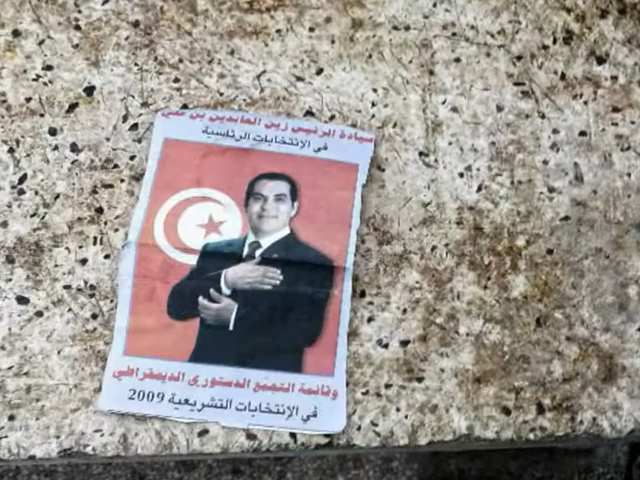 سيادة الرئيس زين العابدين بن علي
في الإنتخابات الرئاسية
وقائمة التجمع الدستوري الديمقراطي
في الإنتخابات التشريعية 2009